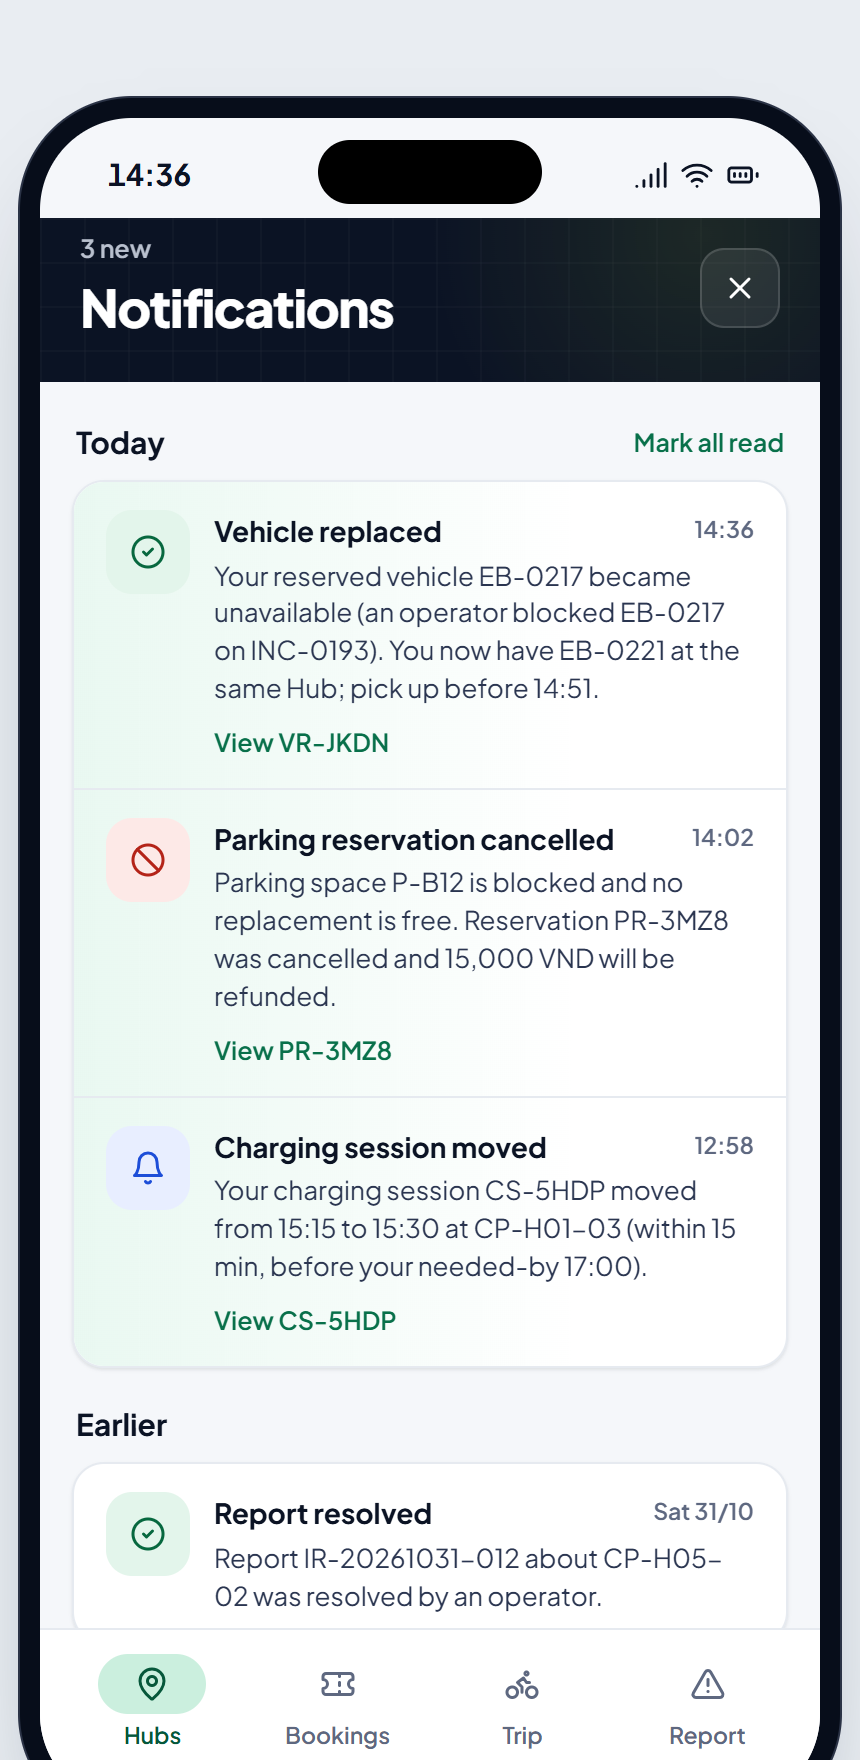 14:36
3 new
Notifications
Today
Mark all read
Vehicle replaced
14:36
Your reserved vehicle EB-0217 became
unavailable (an operator blocked EB-0217
on INC-0193). You now have EB-0221 at the
same Hub; pick up before 14:51.
View VR-JKDN
Parking reservation cancelled
14:02
Parking space P-B12 is blocked and no
replacement is free. Reservation PR-3MZ8
was cancelled and 15,000 VND will be
refunded.
View PR-3MZ8
Charging session moved
12:58
Your charging session CS-5HDP moved
from 15:15 to 15:30 at CP-H01-03 (within 15
min, before your needed-by 17:00).
View CS-5HDP
Earlier
Report resolved
Sat 31/10
Report IR-20261031-012 about CP-H05-
02 was resolved by an operator.
Hubs
Bookings
Trip
Report